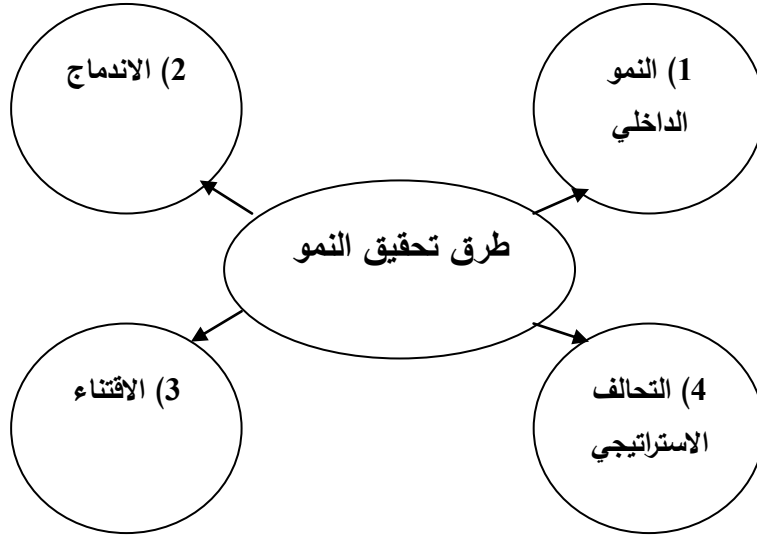 طرق تحقيق النمو
1) النمو
الداخلي
2) الاندماج
3) الاقتناء
4) التحالف
الاستراتيجي